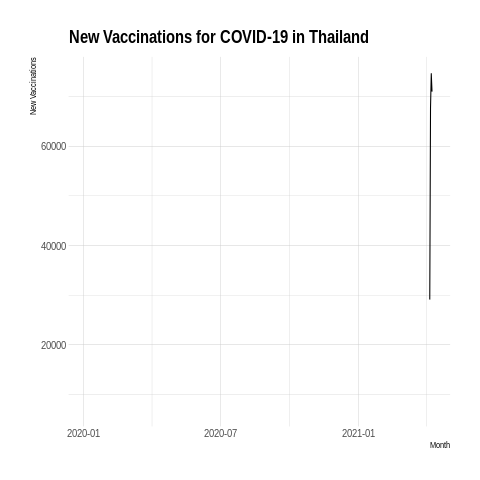 New Vaccinations for COVID-19 in Thailand
New Vaccinations
60000
40000
20000
2020-01
2020-07
2021-01
Month